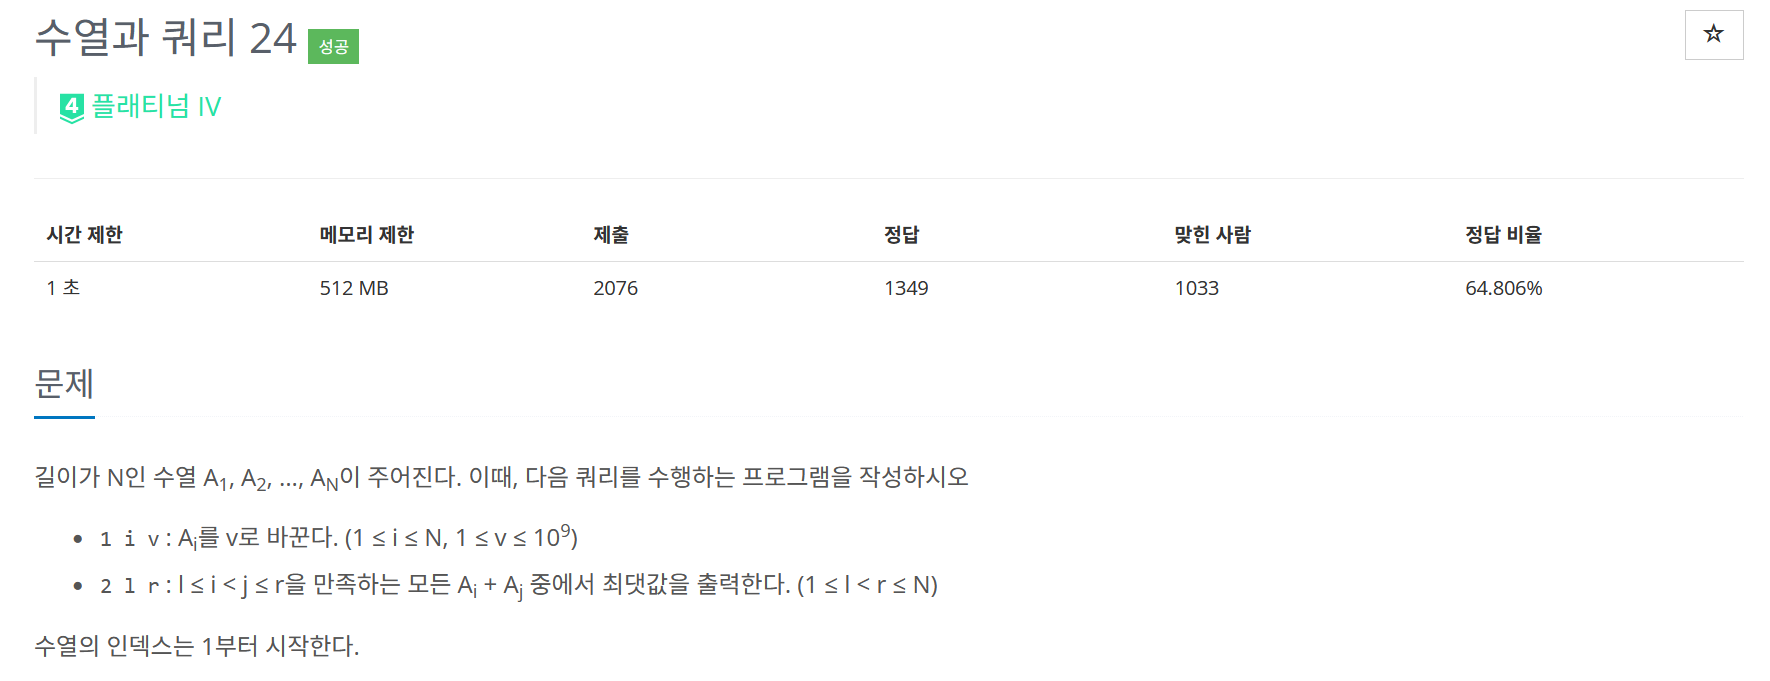 수열과 쿼리 24 성공
☆
4 플래티넘 IV
시간 제한 메모리 제한 제출 정답 맞힌 사람 정답 비율
1 초 512 MB 2076 1349 1033 64.806%
문제
길이가 N인 수열 A₁, A₂, ..., A_N이 주어진다. 이때, 다음 쿼리를 수행하는 프로그램을 작성하시오
• 1 i v : Aᵢ를 v로 바꾼다. (1 ≤ i ≤ N, 1 ≤ v ≤ 10⁹)
• 2 l r : l ≤ i < j ≤ r을 만족하는 모든 Aᵢ + Aⱼ 중에서 최댓값을 출력한다. (1 ≤ l < r ≤ N)
수열의 인덱스는 1부터 시작한다.